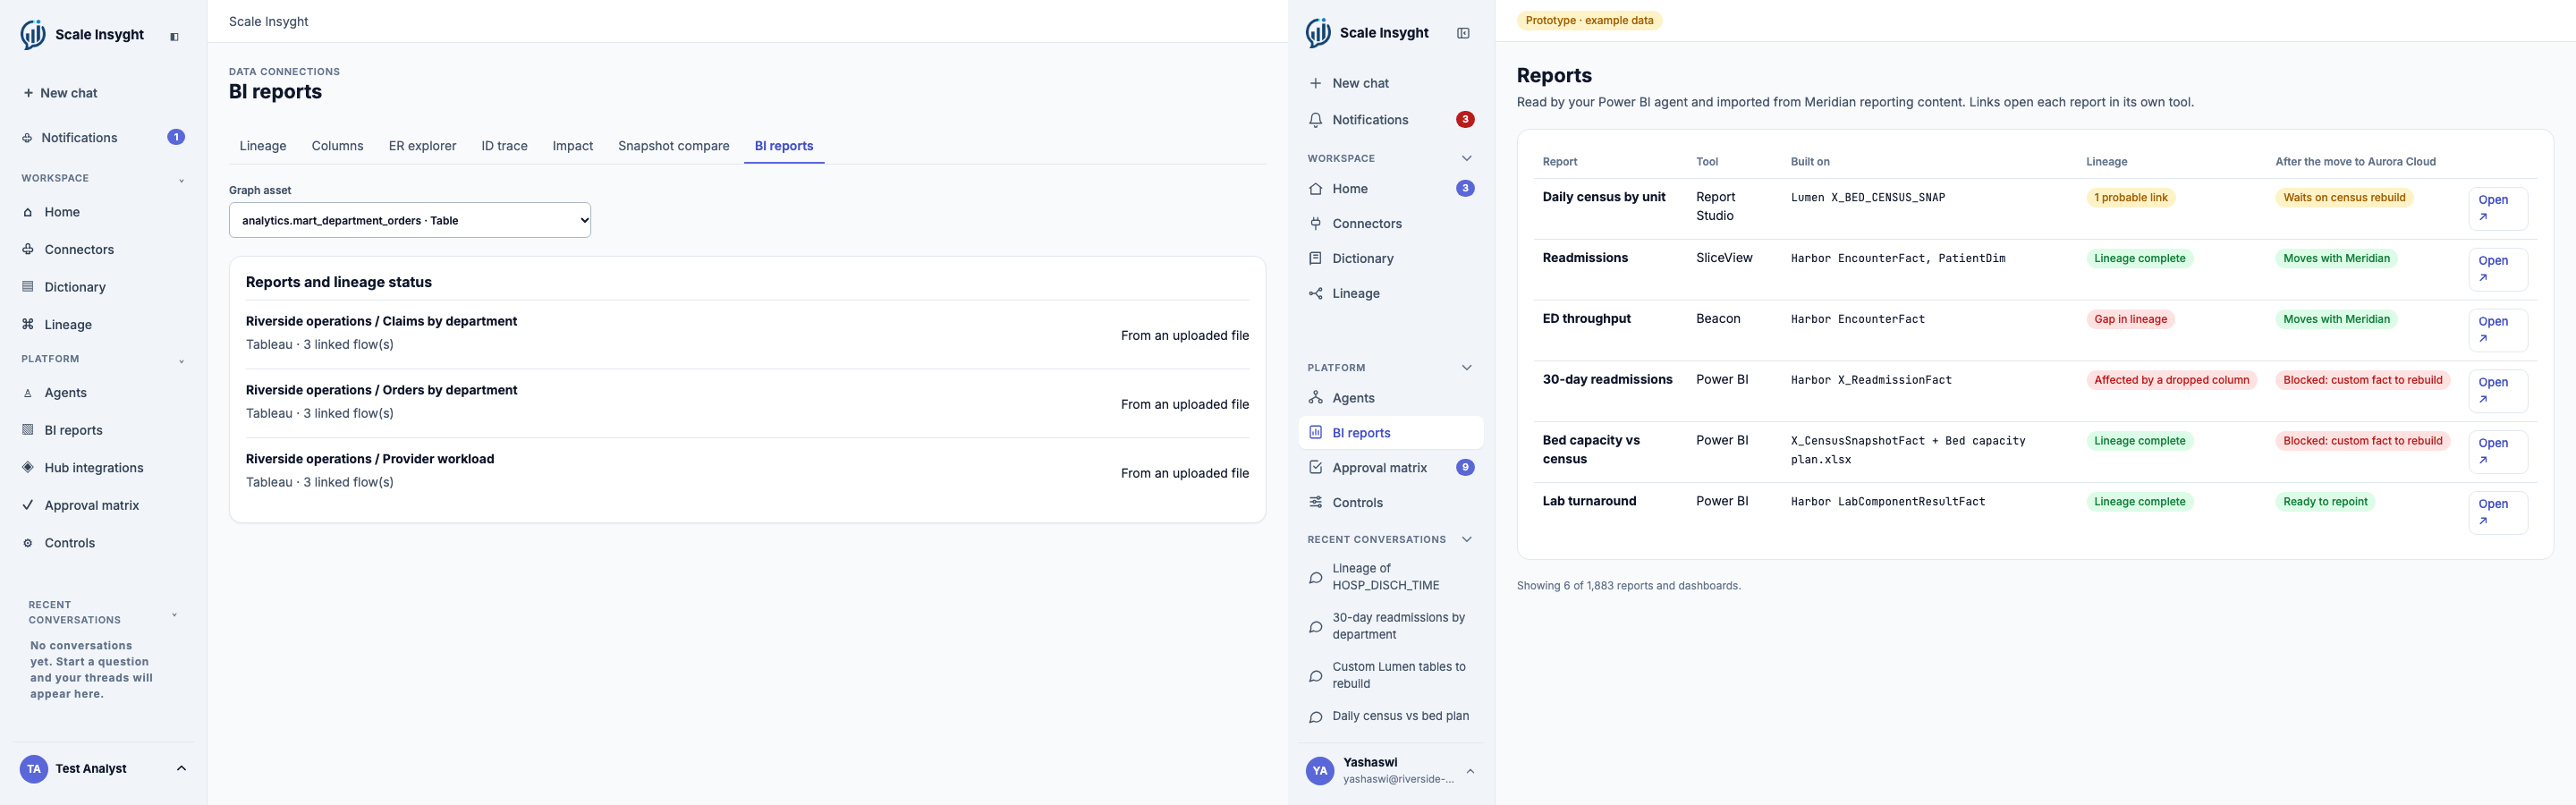 Scale Insyght
+ New chat
Notifications 1
WORKSPACE
Home
Connectors
Dictionary
Lineage
PLATFORM
Agents
BI reports
Hub integrations
Approval matrix
Controls
RECENT
CONVERSATIONS
No conversations
yet. Start a question
and your threads will
appear here.
TA Test Analyst
Scale Insyght
DATA CONNECTIONS
BI reports
Lineage Columns ER explorer ID trace Impact Snapshot compare BI reports
Graph asset
analytics.mart_department_orders · Table
Reports and lineage status
Riverside operations / Claims by department
Tableau · 3 linked flow(s)
From an uploaded file
Riverside operations / Orders by department
Tableau · 3 linked flow(s)
From an uploaded file
Riverside operations / Provider workload
Tableau · 3 linked flow(s)
From an uploaded file
Scale Insyght
New chat
Notifications 3
WORKSPACE
Home 3
Connectors
Dictionary
Lineage
PLATFORM
Agents
BI reports
Approval matrix 9
Controls
RECENT CONVERSATIONS
Lineage of
HOSP_DISCH_TIME
30-day readmissions by
department
Custom Lumen tables to
rebuild
Daily census vs bed plan
YA Yashaswi
yashaswi@riverside-...
Prototype · example data
Reports
Read by your Power BI agent and imported from Meridian reporting content. Links open each report in its own tool.
Report Tool Built on Lineage After the move to Aurora Cloud
Daily census by unit Report Studio Lumen X_BED_CENSUS_SNAP 1 probable link Waits on census rebuild Open ↗
Readmissions SliceView Harbor EncounterFact, PatientDim Lineage complete Moves with Meridian Open ↗
ED throughput Beacon Harbor EncounterFact Gap in lineage Moves with Meridian Open ↗
30-day readmissions Power BI Harbor X_ReadmissionFact Affected by a dropped column Blocked: custom fact to rebuild Open ↗
Bed capacity vs census Power BI X_CensusSnapshotFact + Bed capacity plan.xlsx Lineage complete Blocked: custom fact to rebuild Open ↗
Lab turnaround Power BI Harbor LabComponentResultFact Lineage complete Ready to repoint Open ↗
Showing 6 of 1,883 reports and dashboards.